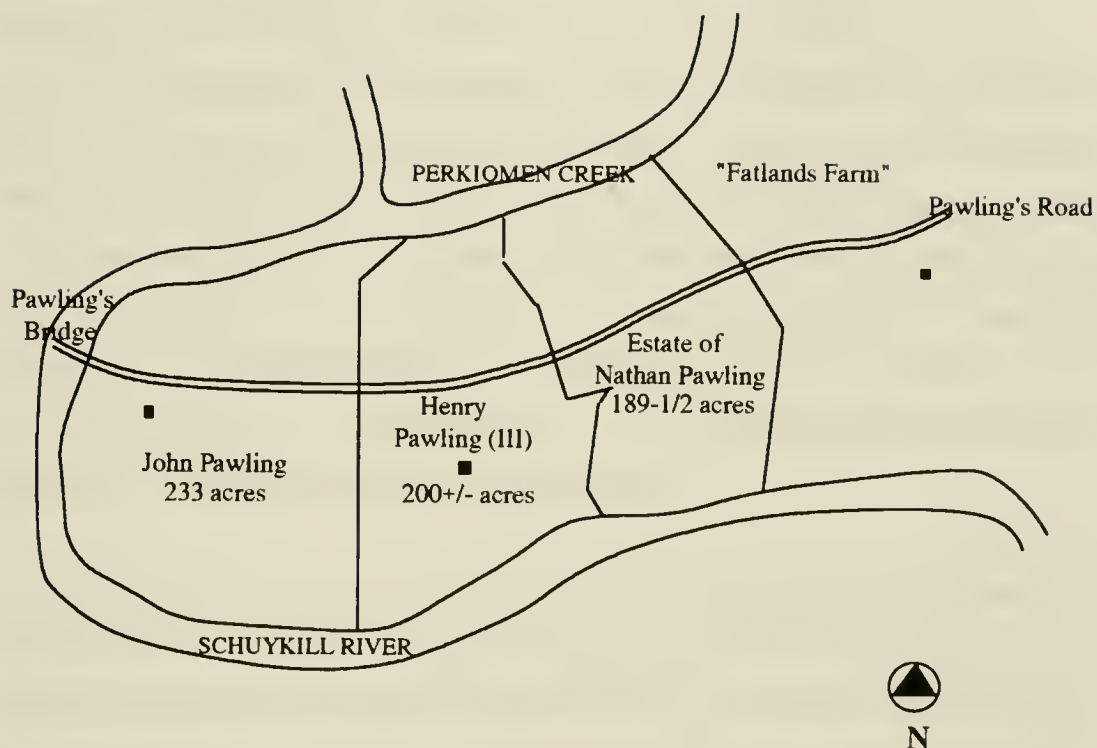 PERKIOMEN CREEK
"Fatlands Farm"
Pawling's Road
Pawling's
Bridge
Estate of
Nathan Pawling
189-1/2 acres
Henry
Pawling (111)
200+/- acres
John Pawling
233 acres
SCHUYKILL RIVER
N